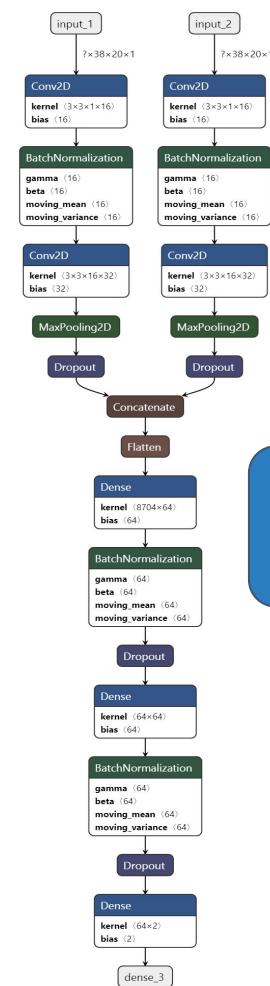 input_1 input_2
?×38×20×1 ?×38×20×
Conv2D Conv2D
kernel ⟨3×3×1×16⟩ kernel ⟨3×3×1×16⟩
bias ⟨16⟩ bias ⟨16⟩
BatchNormalization BatchNormalization
gamma ⟨16⟩ gamma ⟨16⟩
beta ⟨16⟩ beta ⟨16⟩
moving_mean ⟨16⟩ moving_mean ⟨16⟩
moving_variance ⟨16⟩ moving_variance ⟨16⟩
Conv2D Conv2D
kernel ⟨3×3×16×32⟩ kernel ⟨3×3×16×32⟩
bias ⟨32⟩ bias ⟨32⟩
MaxPooling2D MaxPooling2D
Dropout Dropout
Concatenate
Flatten
Dense
kernel ⟨8704×64⟩
bias ⟨64⟩
BatchNormalization
gamma ⟨64⟩
beta ⟨64⟩
moving_mean ⟨64⟩
moving_variance ⟨64⟩
Dropout
Dense
kernel ⟨64×64⟩
bias ⟨64⟩
BatchNormalization
gamma ⟨64⟩
beta ⟨64⟩
moving_mean ⟨64⟩
moving_variance ⟨64⟩
Dropout
Dense
kernel ⟨64×2⟩
bias ⟨2⟩
dense_3